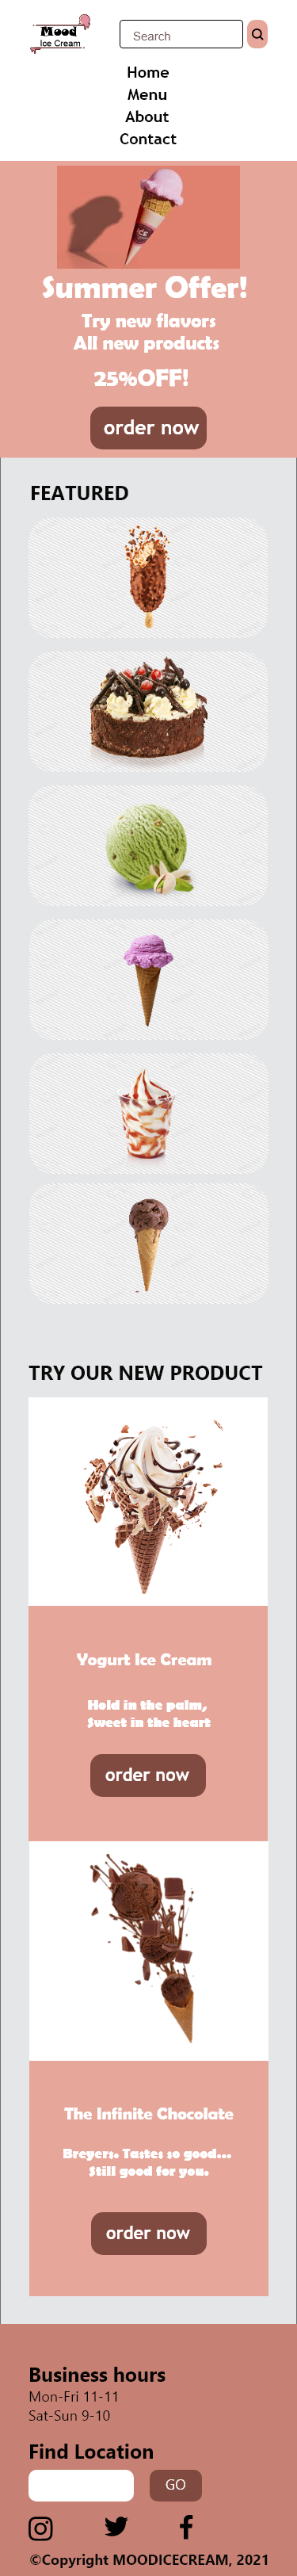 Mood
Ice Cream
Search
Home
Menu
About
Contact
Summer Offer!
Try new flavors
All new products
25%OFF!
order now
FEATURED
TRY OUR NEW PRODUCT
Yogurt Ice Cream
Hold in the palm,
Sweet in the heart
order now
The Infinite Chocolate
Breyers. Tastes so good...
Still good for you.
order now
Business hours
Mon-Fri 11-11
Sat-Sun 9-10
Find Location
GO
©Copyright MOODICECREAM, 2021